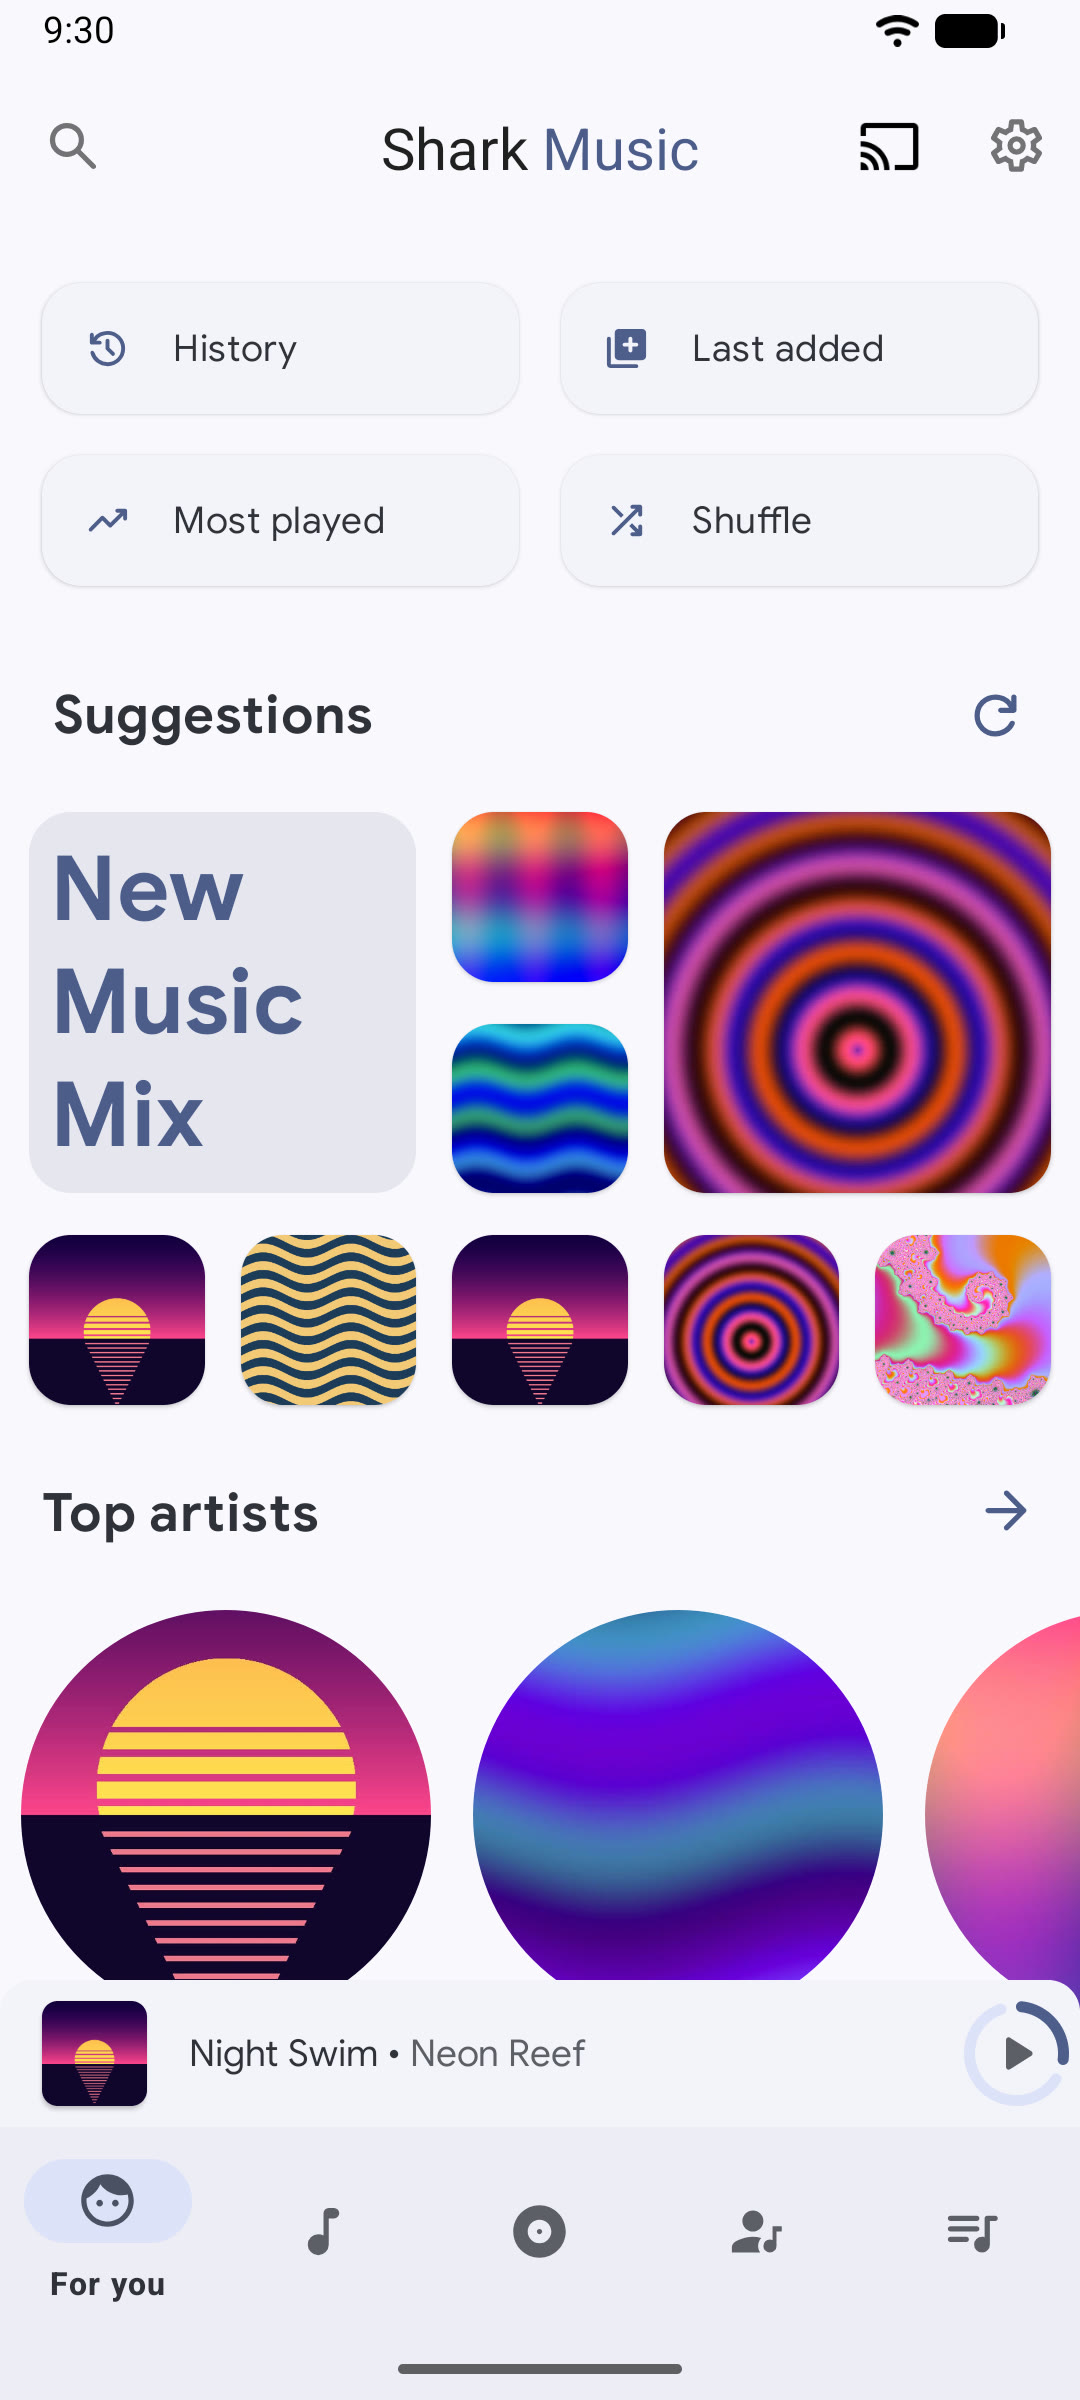 9:30
Shark Music
History
Last added
Most played
Shuffle
Suggestions
New
Music
Mix
Top artists
Night Swim • Neon Reef
For you